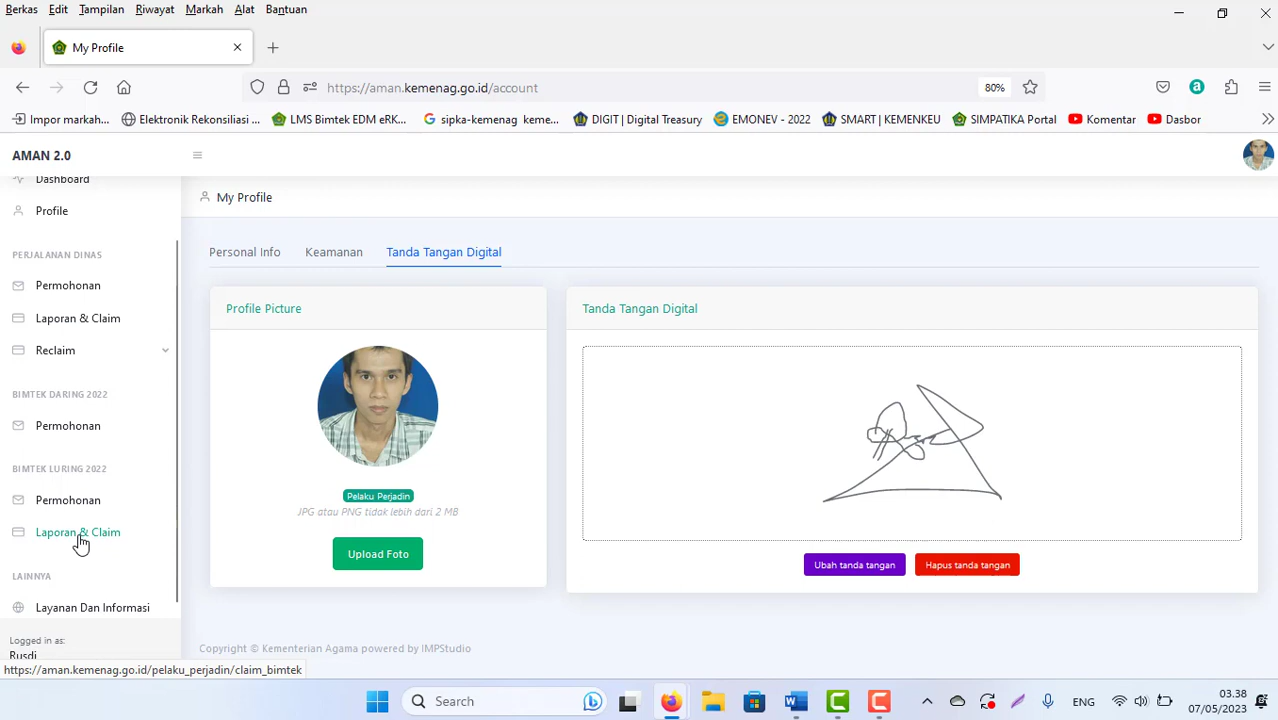 Berkas Edit Tampilan Riwayat Markah Alat Bantuan
My Profile
https://aman.kemenag.go.id/account 80%
Impor markah... Elektronik Rekonsiliasi ... LMS Bimtek EDM eRK... sipka-kemenag keme... DIGIT | Digital Treasury EMONEV - 2022 SMART | KEMENKEU SIMPATIKA Portal Komentar Dasbor
AMAN 2.0
Dashboard
Profile
PERJALANAN DINAS
Permohonan
Laporan & Claim
Reclaim
BIMTEK DARING 2022
Permohonan
BIMTEK LURING 2022
Permohonan
Laporan & Claim
LAINNYA
Layanan Dan Informasi
Logged in as:
Rusdi
https://aman.kemenag.go.id/pelaku_perjadin/claim_bimtek
My Profile
Personal Info Keamanan Tanda Tangan Digital
Profile Picture
Pelaku Perjadin
JPG atau PNG tidak lebih dari 2 MB
Upload Foto
Tanda Tangan Digital
Ubah tanda tangan Hapus tanda tangan
Copyright © Kementerian Agama powered by IMPStudio
Search
ENG
03.38
07/05/2023